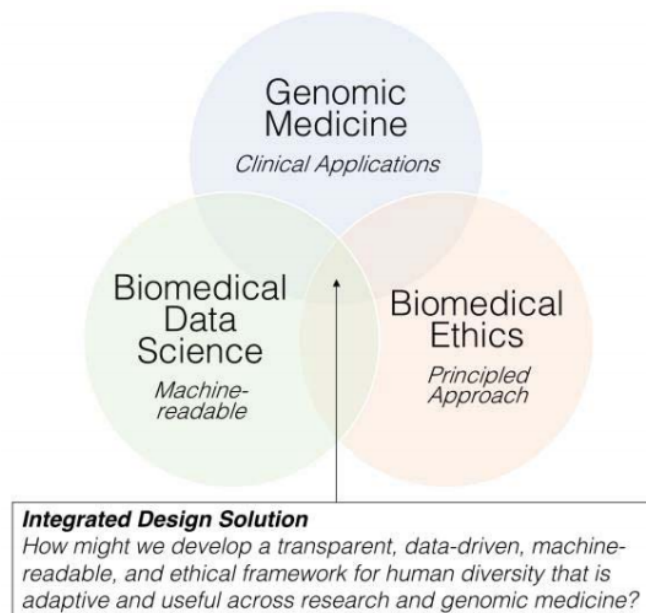 Genomic
Medicine
Clinical Applications
Biomedical
Data
Science
Machine-
readable
Biomedical
Ethics
Principled
Approach
Integrated Design Solution
How might we develop a transparent, data-driven, machine-
readable, and ethical framework for human diversity that is
adaptive and useful across research and genomic medicine?